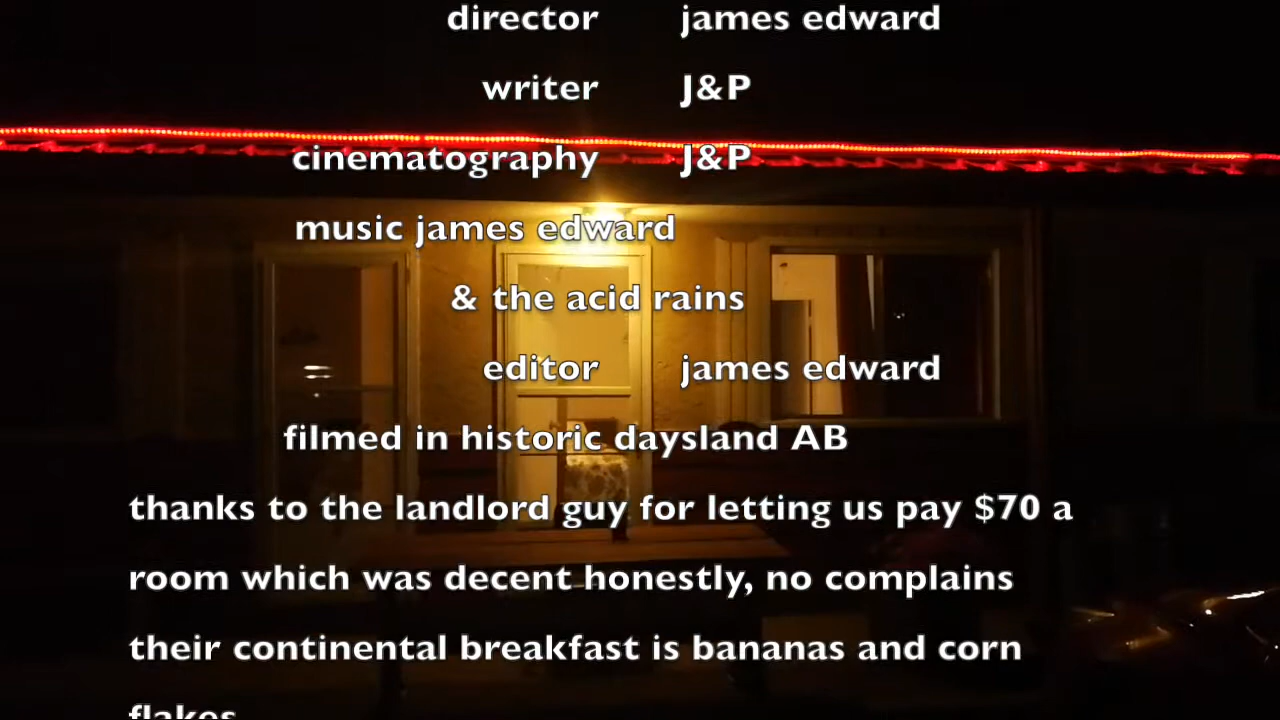 director james edward
writer J&P
cinematography J&P
music james edward
& the acid rains
editor james edward
filmed in historic daysland AB
thanks to the landlord guy for letting us pay $70 a
room which was decent honestly, no complains
their continental breakfast is bananas and corn
flakes